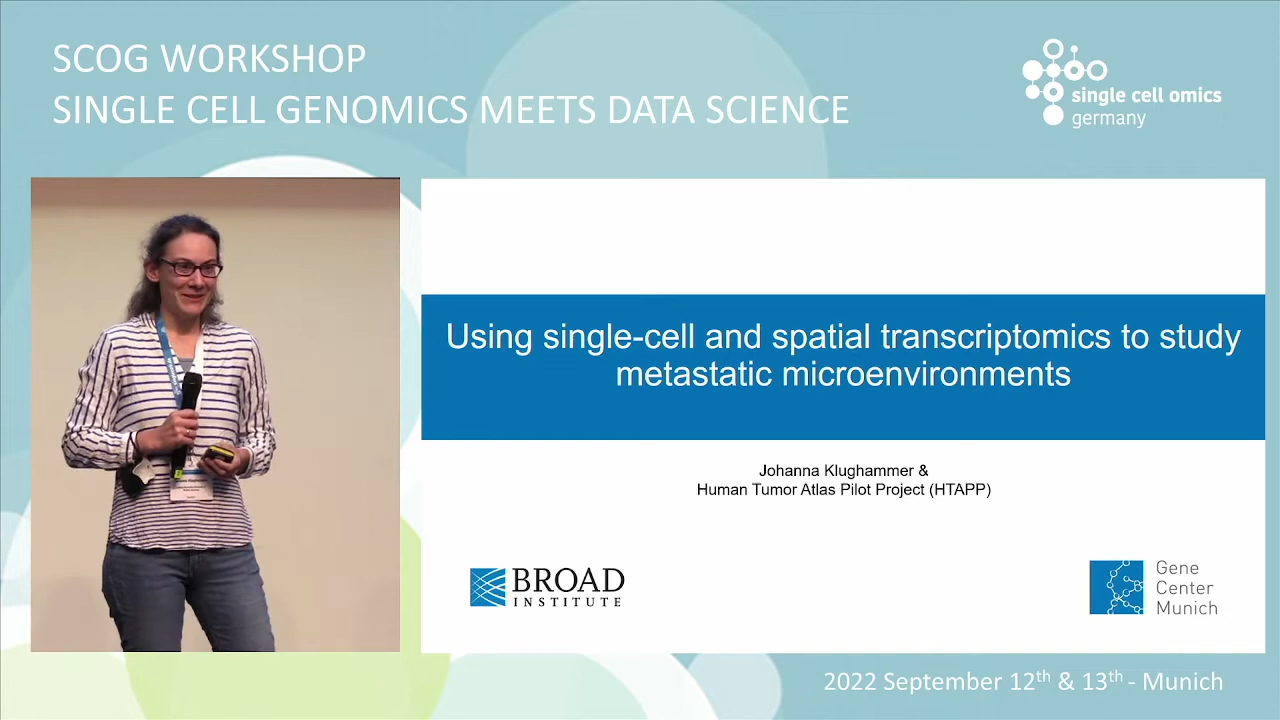 SCOG WORKSHOP
SINGLE CELL GENOMICS MEETS DATA SCIENCE
single cell omics
germany
Using single-cell and spatial transcriptomics to study
metastatic microenvironments
Johanna Klughammer &
Human Tumor Atlas Pilot Project (HTAPP)
BROAD
INSTITUTE
Gene
Center
Munich
2022 September 12th & 13th - Munich